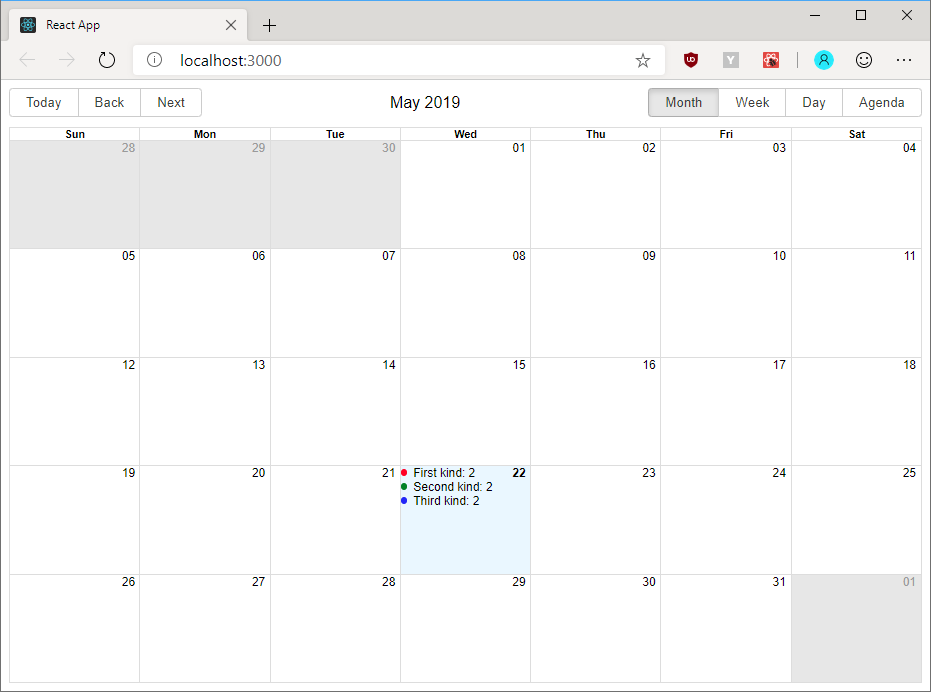 React App
localhost:3000
UD
Y
Today Back Next May 2019 Month Week Day Agenda
Sun Mon Tue Wed Thu Fri Sat
28 29 30 01 02 03 04
05 06 07 08 09 10 11
12 13 14 15 16 17 18
19 20 21 First kind: 2 22 23 24 25
Second kind: 2
Third kind: 2
26 27 28 29 30 31 01